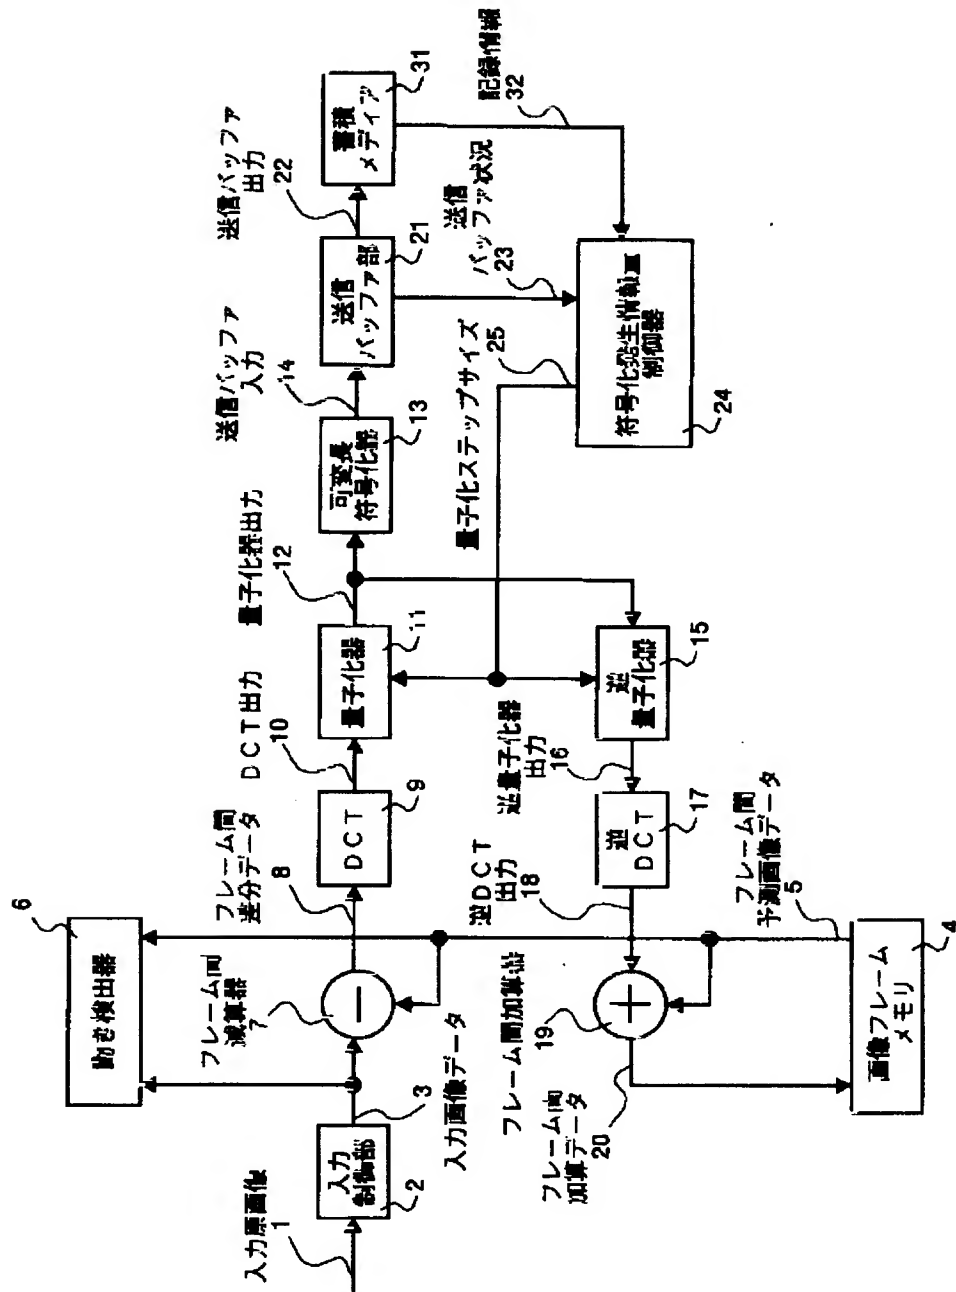 入力原画像
1
入力
制御部
2
3
入力画像データ
動き検出器
6
フレーム間
減算器
7
フレーム間
差分データ
8
DCT
9
DCT出力
10
量子化器
11
量子化器出力
12
可変長
符号化器
13
送信バッファ
入力
14
送信
バッファ部
21
送信バッファ
出力
22
蓄積
メディア
31
記録情報
32
送信
バッファ状況
23
量子化ステップサイズ
25
符号化発生情報量
制御器
24
逆
量子化器
15
逆量子化器
出力
16
逆
DCT
17
逆DCT
出力
18
フレーム間加算器
19
フレーム間
加算データ
20
フレーム間
予測画像データ
5
画像フレーム
メモリ
4